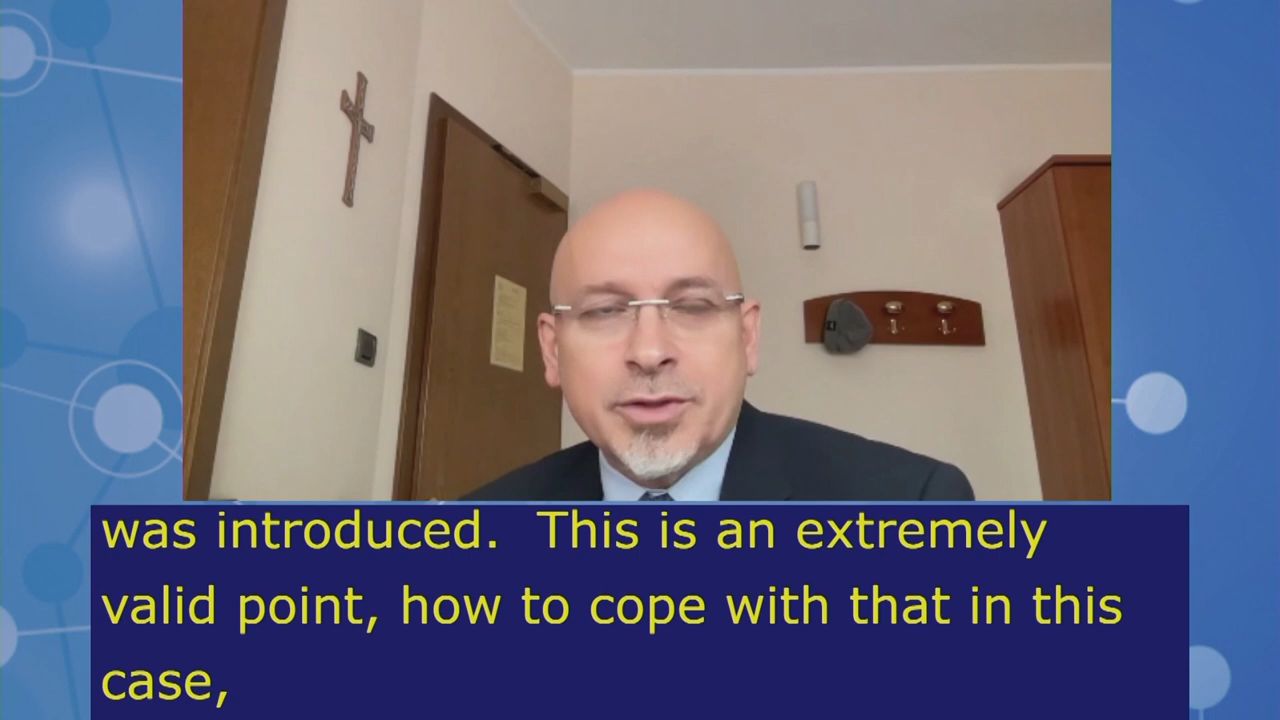 was introduced.  This is an extremely
valid point, how to cope with that in this
case,